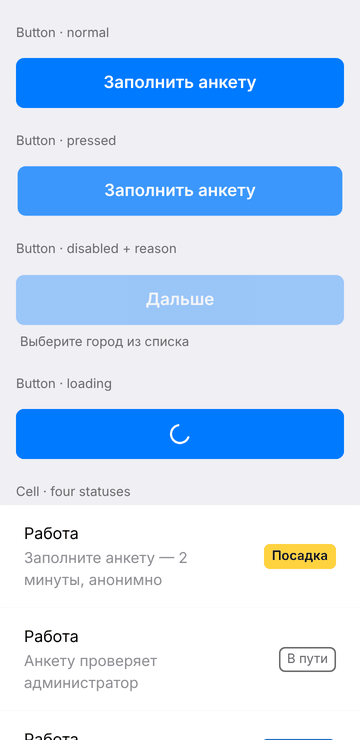 Button · normal
Заполнить анкету
Button · pressed
Заполнить анкету
Button · disabled + reason
Дальше
Выберите город из списка
Button · loading
Cell · four statuses
Работа
Заполните анкету — 2
минуты, анонимно
Посадка
Работа
Анкету проверяет
администратор
В пути
Работа